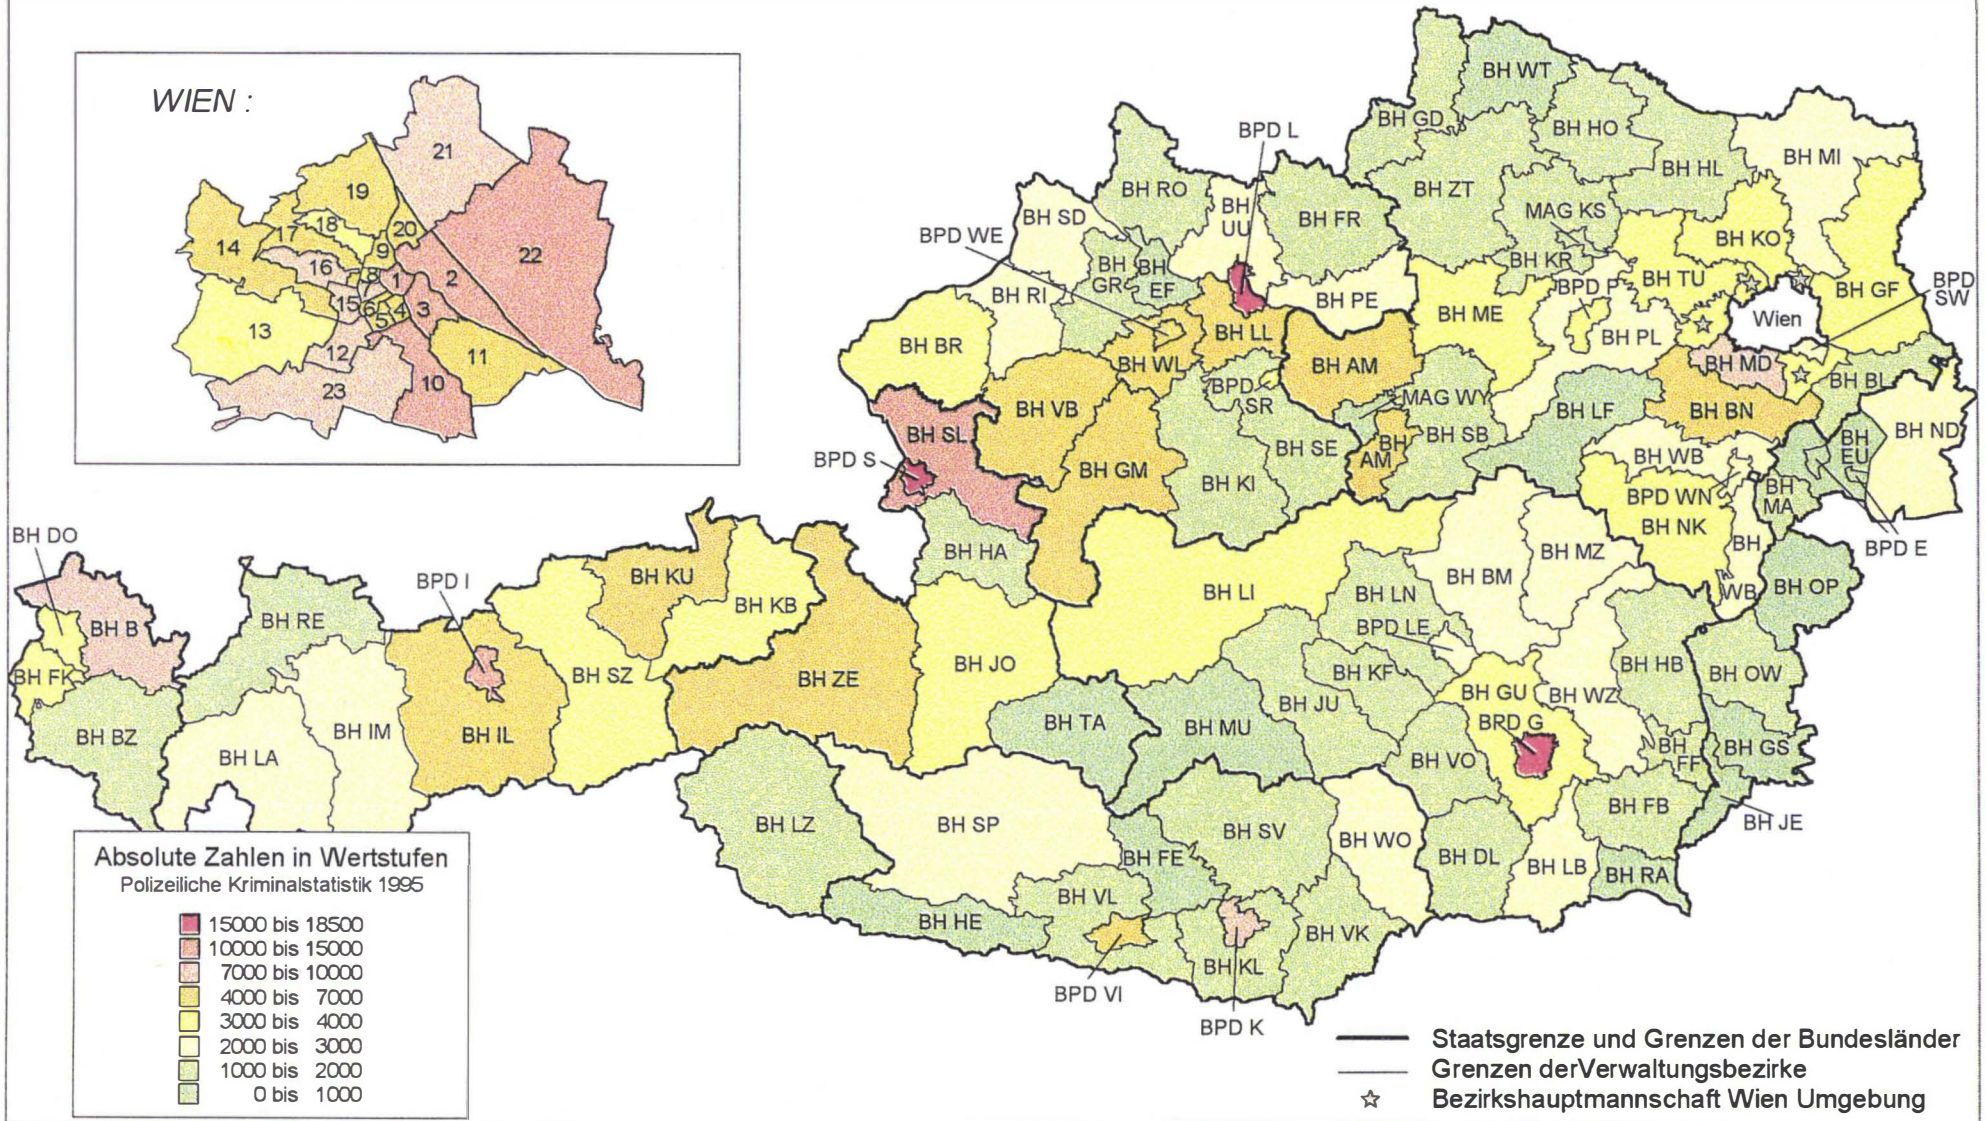 WIEN :
21
19
22
18
20
17
14
9
16
8
1
2
7
15
6
4
3
5
13
12
11
23
10
BPD L
BH WT
BH GD
BH HO
BH MI
BH HL
BH RO
BH ZT
BH SD
BH
UU
BH FR
MAG KS
BPD WE
BH KO
BH KR
BH
GR
BH
EF
BH TU
BPD P
BPD
SW
BH RI
BH PE
BH GF
BH ME
Wien
BH LL
BH PL
BH BR
BH WL
BH AM
BH MD
BH BL
BPD
SR
MAG WY
BH VB
BH LF
BH BN
BH SL
BH SE
BH
AM
BH SB
BH
EU
BH ND
BPD S
BH GM
BH KI
BH WB
BPD WN
BH
MA
BH NK
BH DO
BH HA
BH MZ
BH
WB
BPD E
BH KU
BPD I
BH BM
BH OP
BH KB
BH LI
BH LN
BH RE
BH B
BPD LE
BH FK
BH SZ
BH ZE
BH JO
BH KF
BH HB
BH OW
BH GU
BH WZ
BH BZ
BH IM
BH IL
BH TA
BH MU
BH JU
BRD G
BH LA
BH VO
BH
FF
BH GS
BH FB
BH LZ
BH SP
BH SV
BH WO
BH JE
BH FE
BH DL
BH LB
BH RA
BH VL
BH HE
BH VK
BH KL
BPD VI
BPD K
Absolute Zahlen in Wertstufen
Polizeiliche Kriminalstatistik 1995
15000 bis 18500
10000 bis 15000
7000 bis 10000
4000 bis 7000
3000 bis 4000
2000 bis 3000
1000 bis 2000
0 bis 1000
Staatsgrenze und Grenzen der Bundesländer
Grenzen derVerwaltungsbezirke
Bezirkshauptmannschaft Wien Umgebung